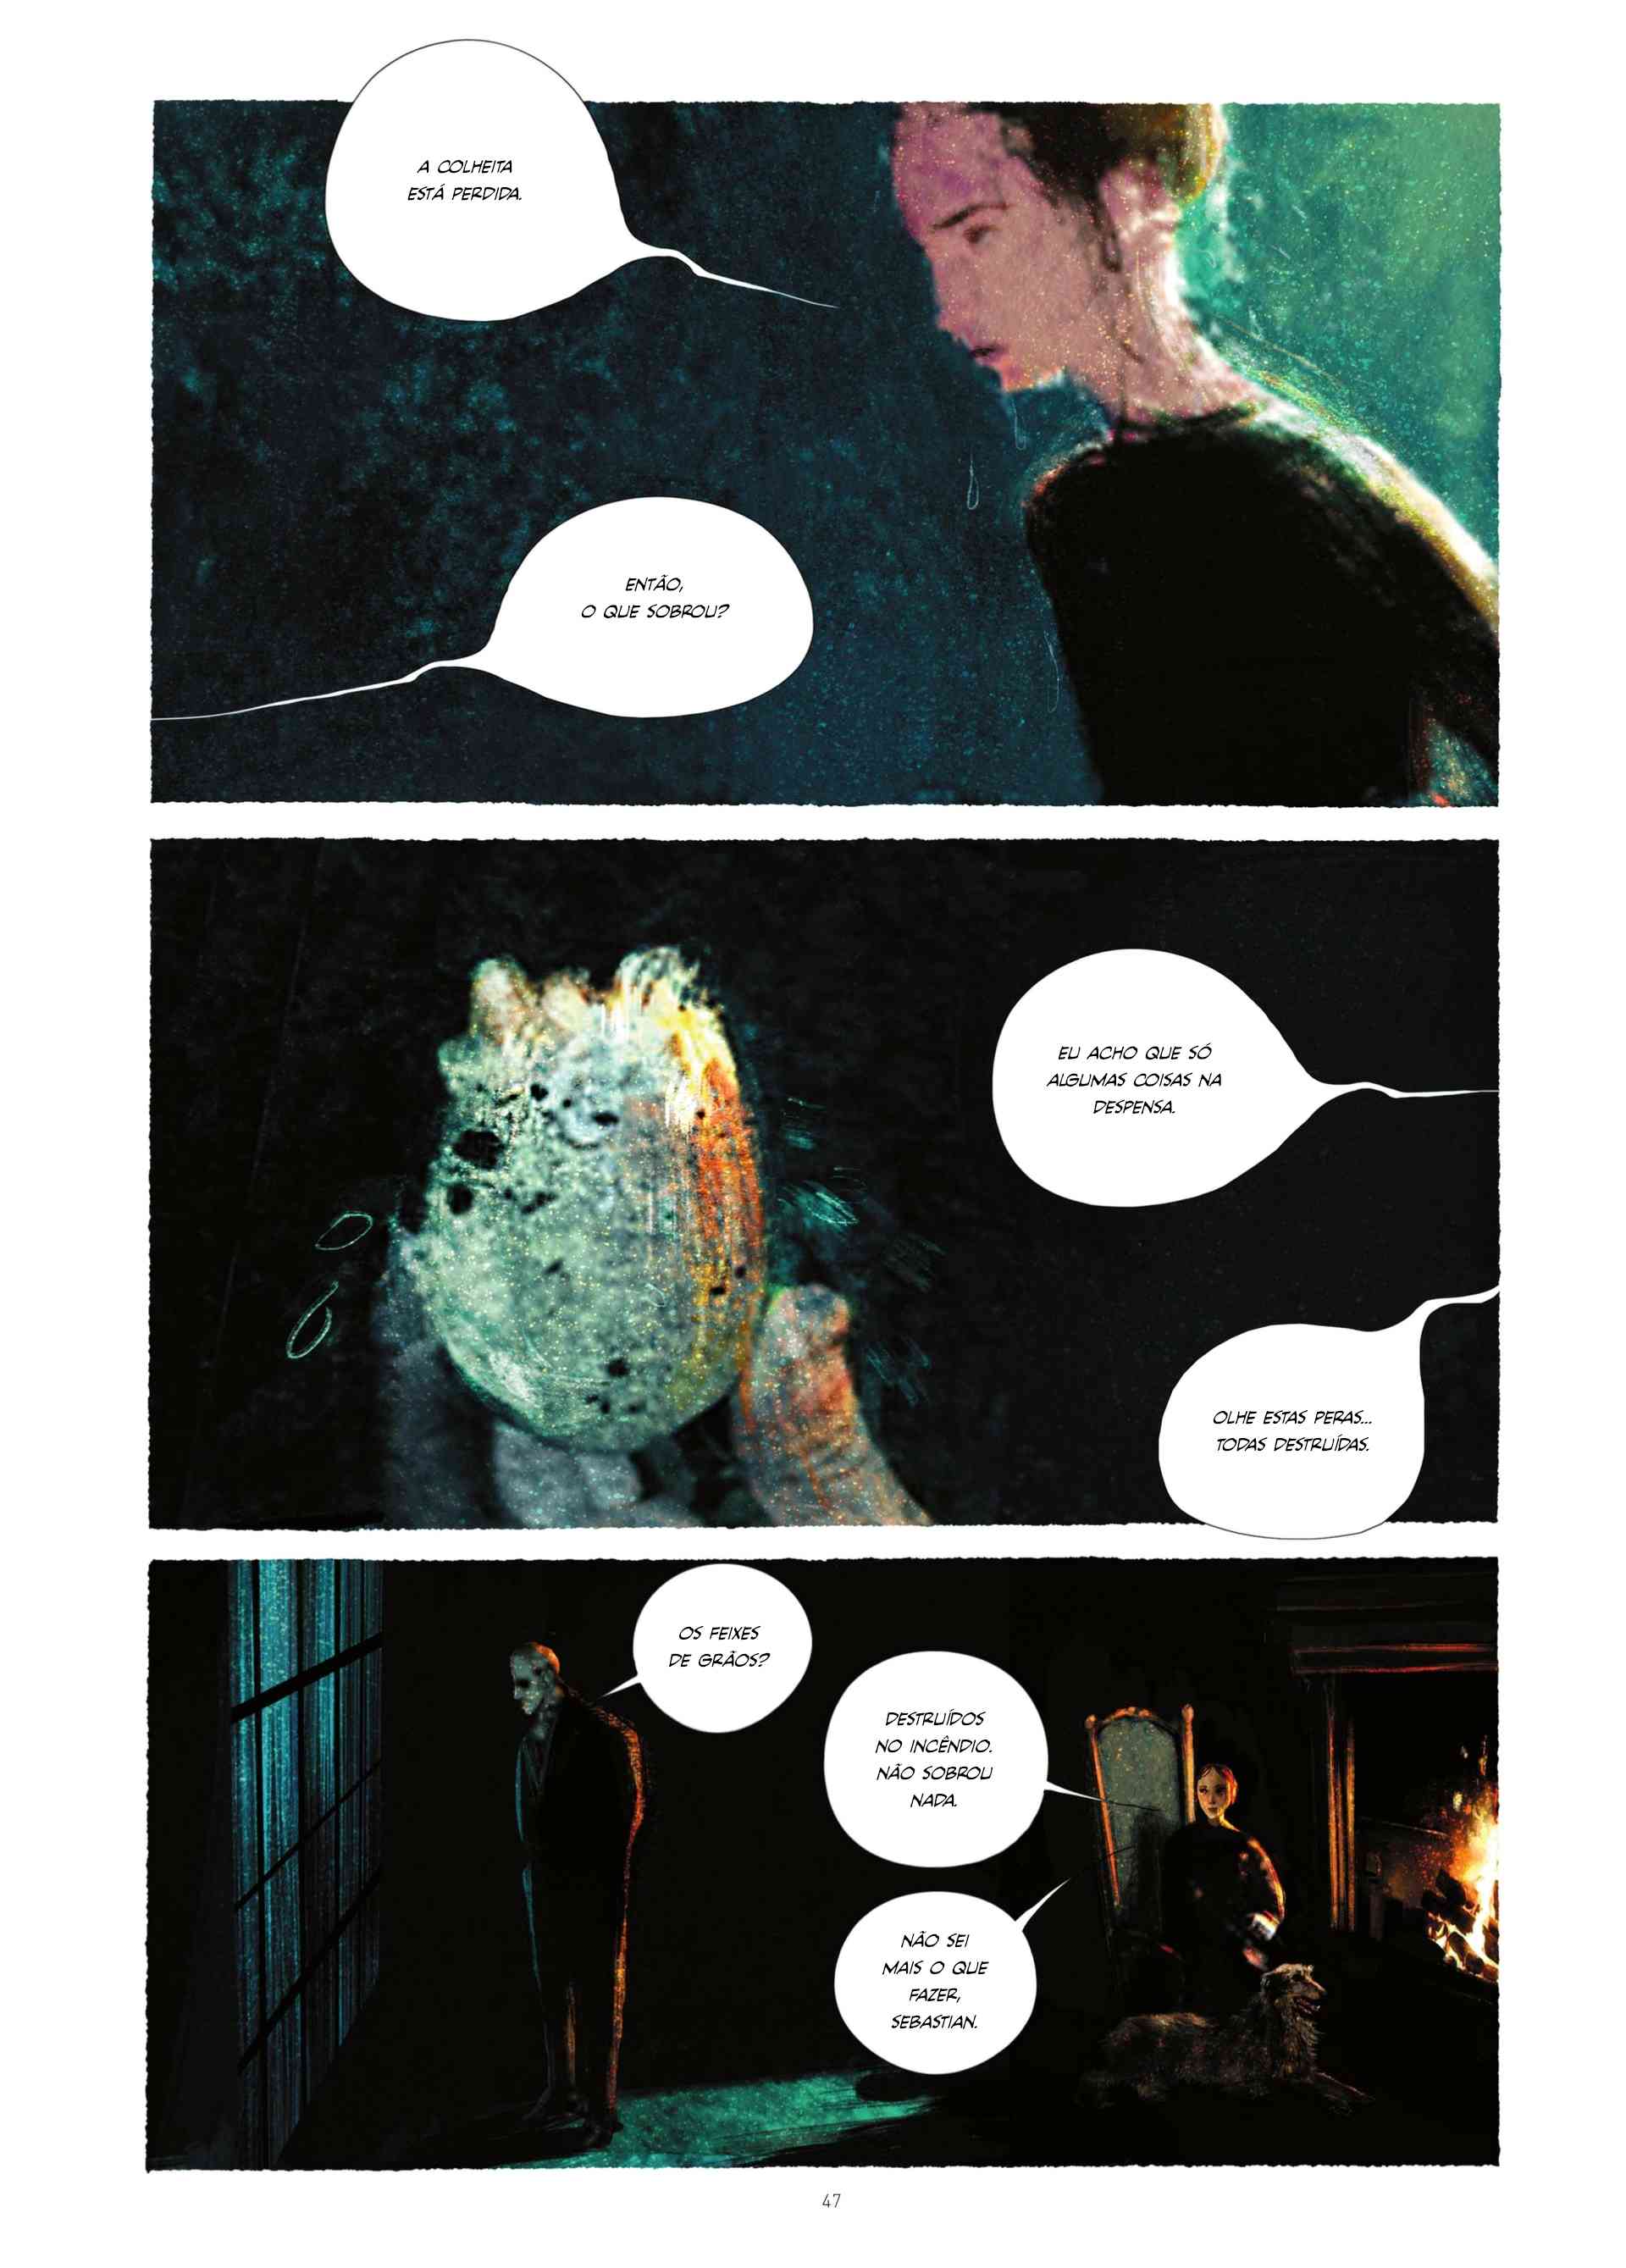 A COLHEITA
ESTÁ PERDIDA.
ENTÃO,
O QUE SOBROU?
EU ACHO QUE SÓ
ALGUMAS COISAS NA
DESPENSA.
OLHE ESTAS PERAS...
TODAS DESTRUÍDAS.
OS FEIXES
DE GRÃOS?
DESTRUÍDOS
NO INCÊNDIO.
NÃO SOBROU
NADA.
NÃO SEI
MAIS O QUE
FAZER,
SEBASTIAN.
47